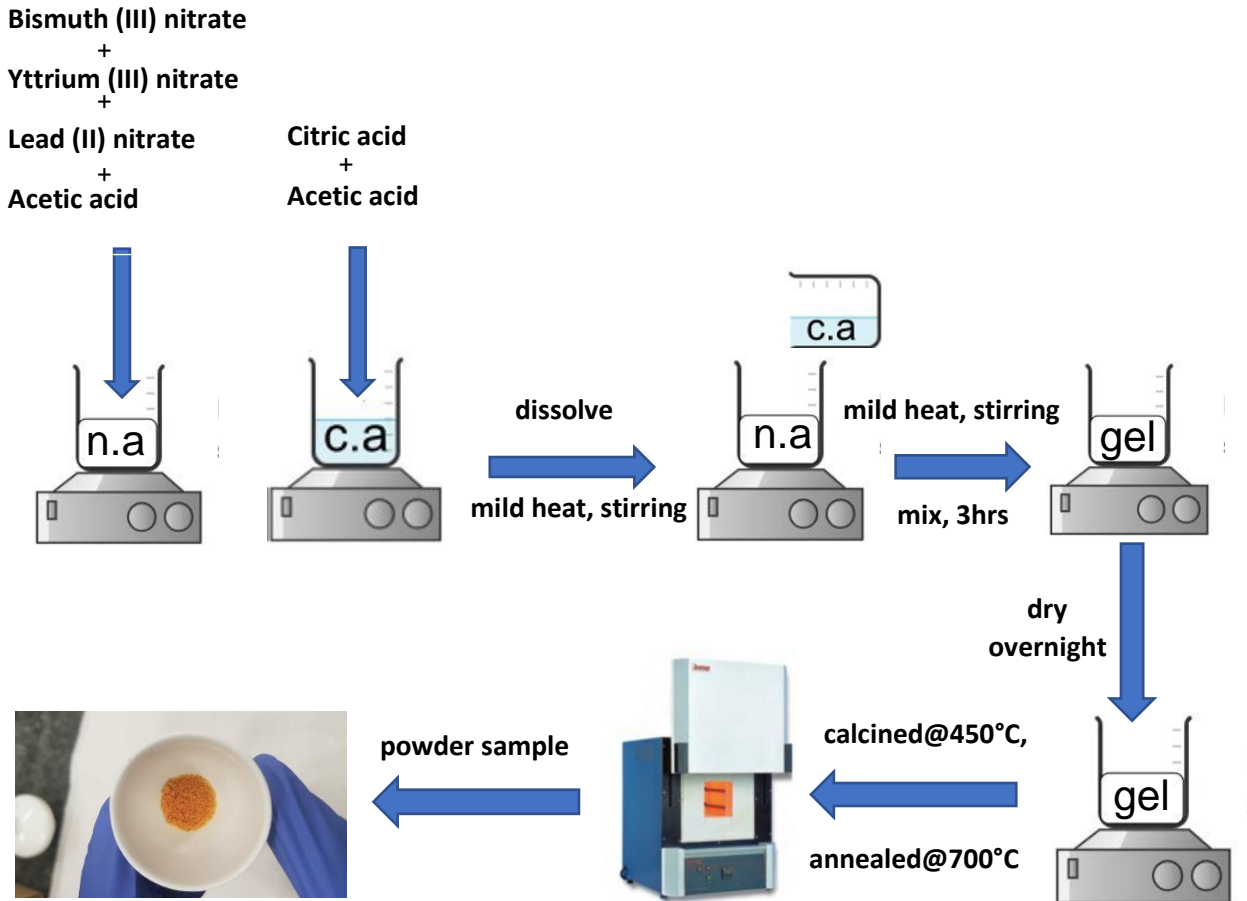 Bismuth (III) nitrate
+
Yttrium (III) nitrate
+
Lead (II) nitrate
+
Acetic acid
Citric acid
+
Acetic acid
n.a
c.a
dissolve
mild heat, stirring
c.a
n.a
mild heat, stirring
mix, 3hrs
gel
dry
overnight
gel
calcined@450°C,
annealed@700°C
powder sample